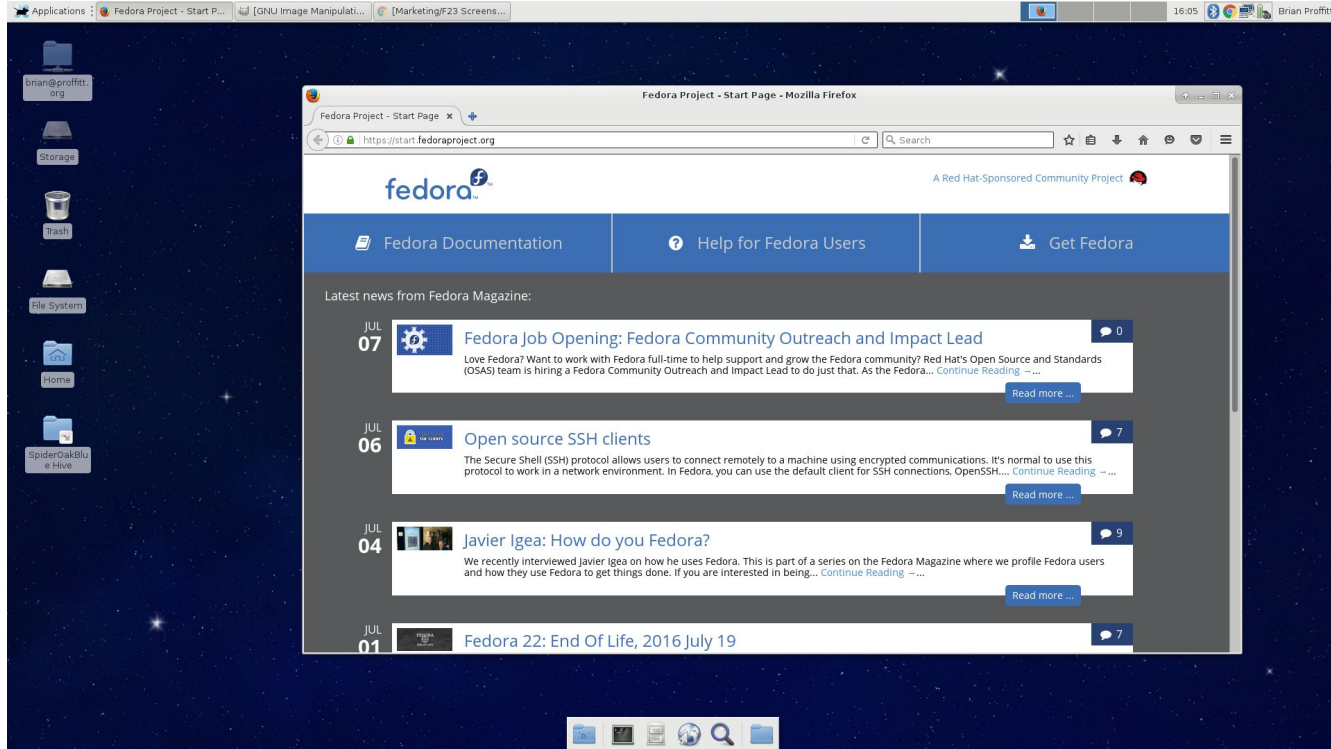 Applications
Fedora Project - Start P...
[GNU Image Manipulati...
[Marketing/F23 Screens...
16:05
Brian Proffitt
brian@proffitt.
org
Storage
Trash
File System
Home
SpiderOakBlu
e Hive
Fedora Project - Start Page - Mozilla Firefox
Fedora Project - Start Page
https://start.fedoraproject.org
Search
fedora
A Red Hat-Sponsored Community Project
Fedora Documentation
Help for Fedora Users
Get Fedora
Latest news from Fedora Magazine:
JUL
07
Fedora Job Opening: Fedora Community Outreach and Impact Lead
0
Love Fedora? Want to work with Fedora full-time to help support and grow the Fedora community? Red Hat's Open Source and Standards
(OSAS) team is hiring a Fedora Community Outreach and Impact Lead to do just that. As the Fedora... Continue Reading →...
Read more ...
JUL
06
Open source SSH clients
7
The Secure Shell (SSH) protocol allows users to connect remotely to a machine using encrypted communications. It's normal to use this
protocol to work in a network environment. In Fedora, you can use the default client for SSH connections, OpenSSH.... Continue Reading →...
Read more ...
JUL
04
Javier Igea: How do you Fedora?
9
We recently interviewed Javier Igea on how he uses Fedora. This is part of a series on the Fedora Magazine where we profile Fedora users
and how they use Fedora to get things done. If you are interested in being... Continue Reading →...
Read more ...
JUL
01
Fedora 22: End Of Life, 2016 July 19
7